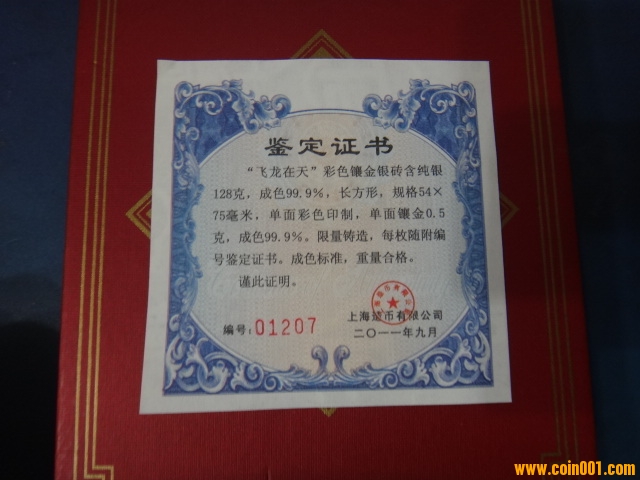 鉴定证书
“飞龙在天”彩色镶金银砖含纯银
128克，成色99.9%，长方形，规格54×
75毫米，单面彩色印制，单面镶金0.5
克，成色99.9%。限量铸造，每枚随附编
号鉴定证书。成色标准，重量合格。
谨此证明。
上海造币有限公司
编号：01207
二〇一一年九月
www.coin001.com